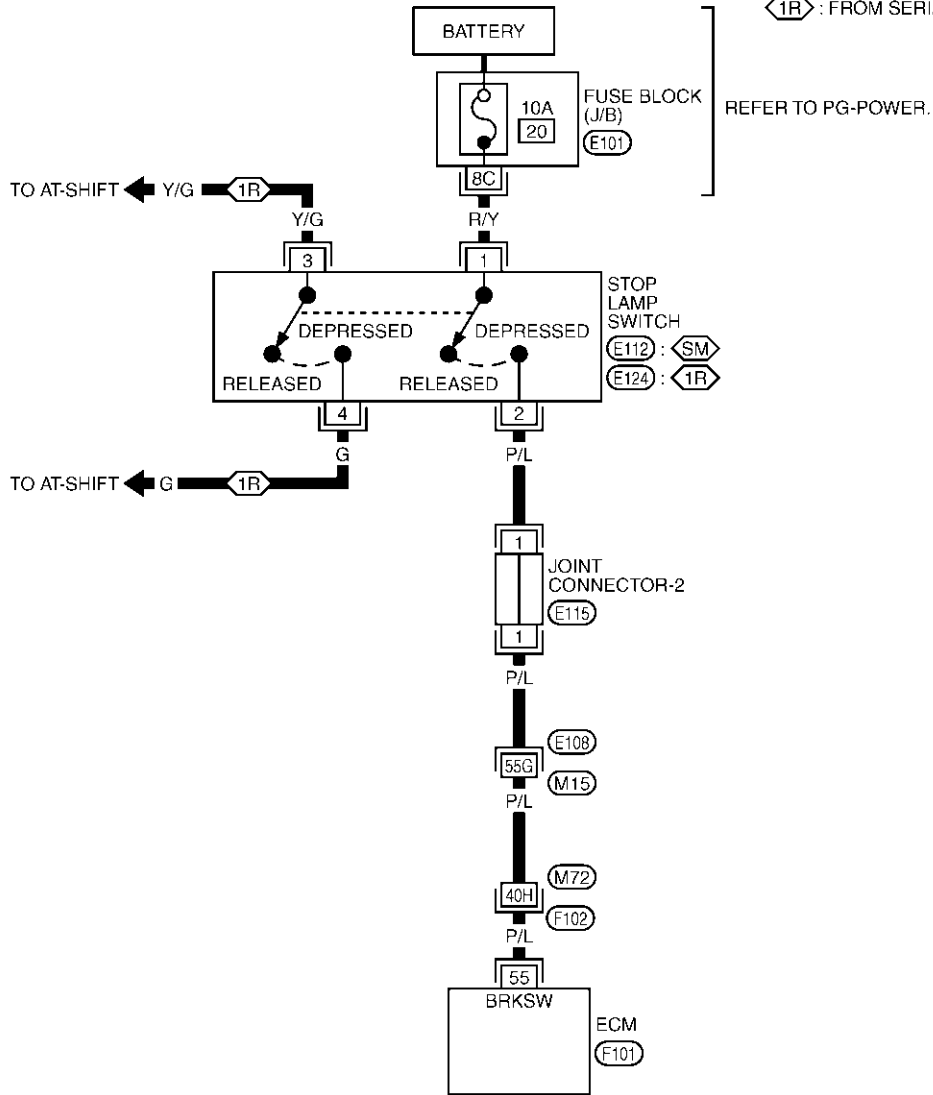 1R : FROM SERI
BATTERY
10A
20
FUSE BLOCK
(J/B)
E101
REFER TO PG-POWER.
8C
TO AT-SHIFT
Y/G
1R
Y/G
R/Y
3
1
DEPRESSED
DEPRESSED
RELEASED
RELEASED
STOP
LAMP
SWITCH
E112 : SM
E124 : 1R
4
2
G
P/L
TO AT-SHIFT
G
1R
1
JOINT
CONNECTOR-2
E115
1
P/L
E108
55G
M15
P/L
M72
40H
F102
P/L
55
BRKSW
ECM
F101